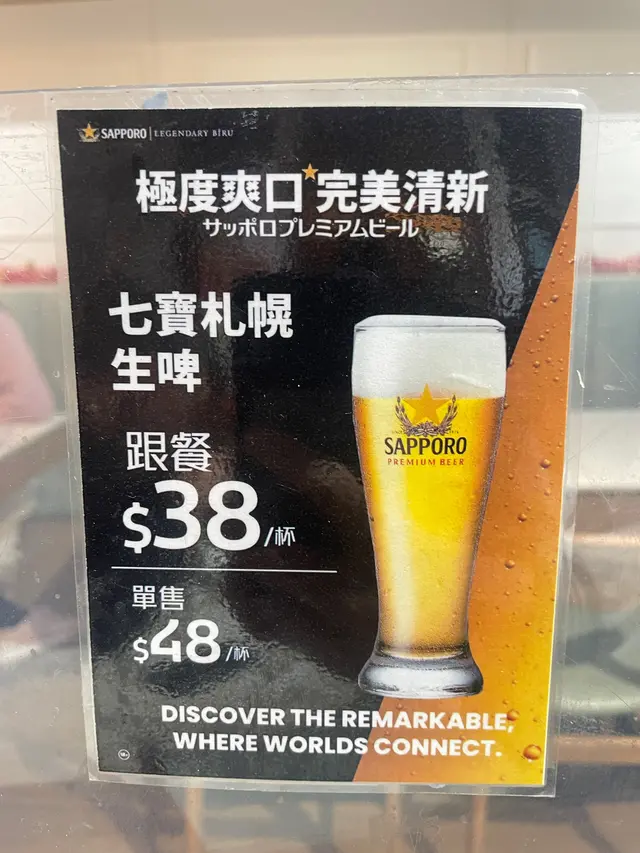 SAPPORO | LEGENDARY BĪRU
極度爽口★完美清新
サッポロプレミアムビール
七寶札幌
生啤
跟餐
$38/杯
單售
$48/杯
SAPPORO
PREMIUM BEER
DISCOVER THE REMARKABLE,
WHERE WORLDS CONNECT.
18+